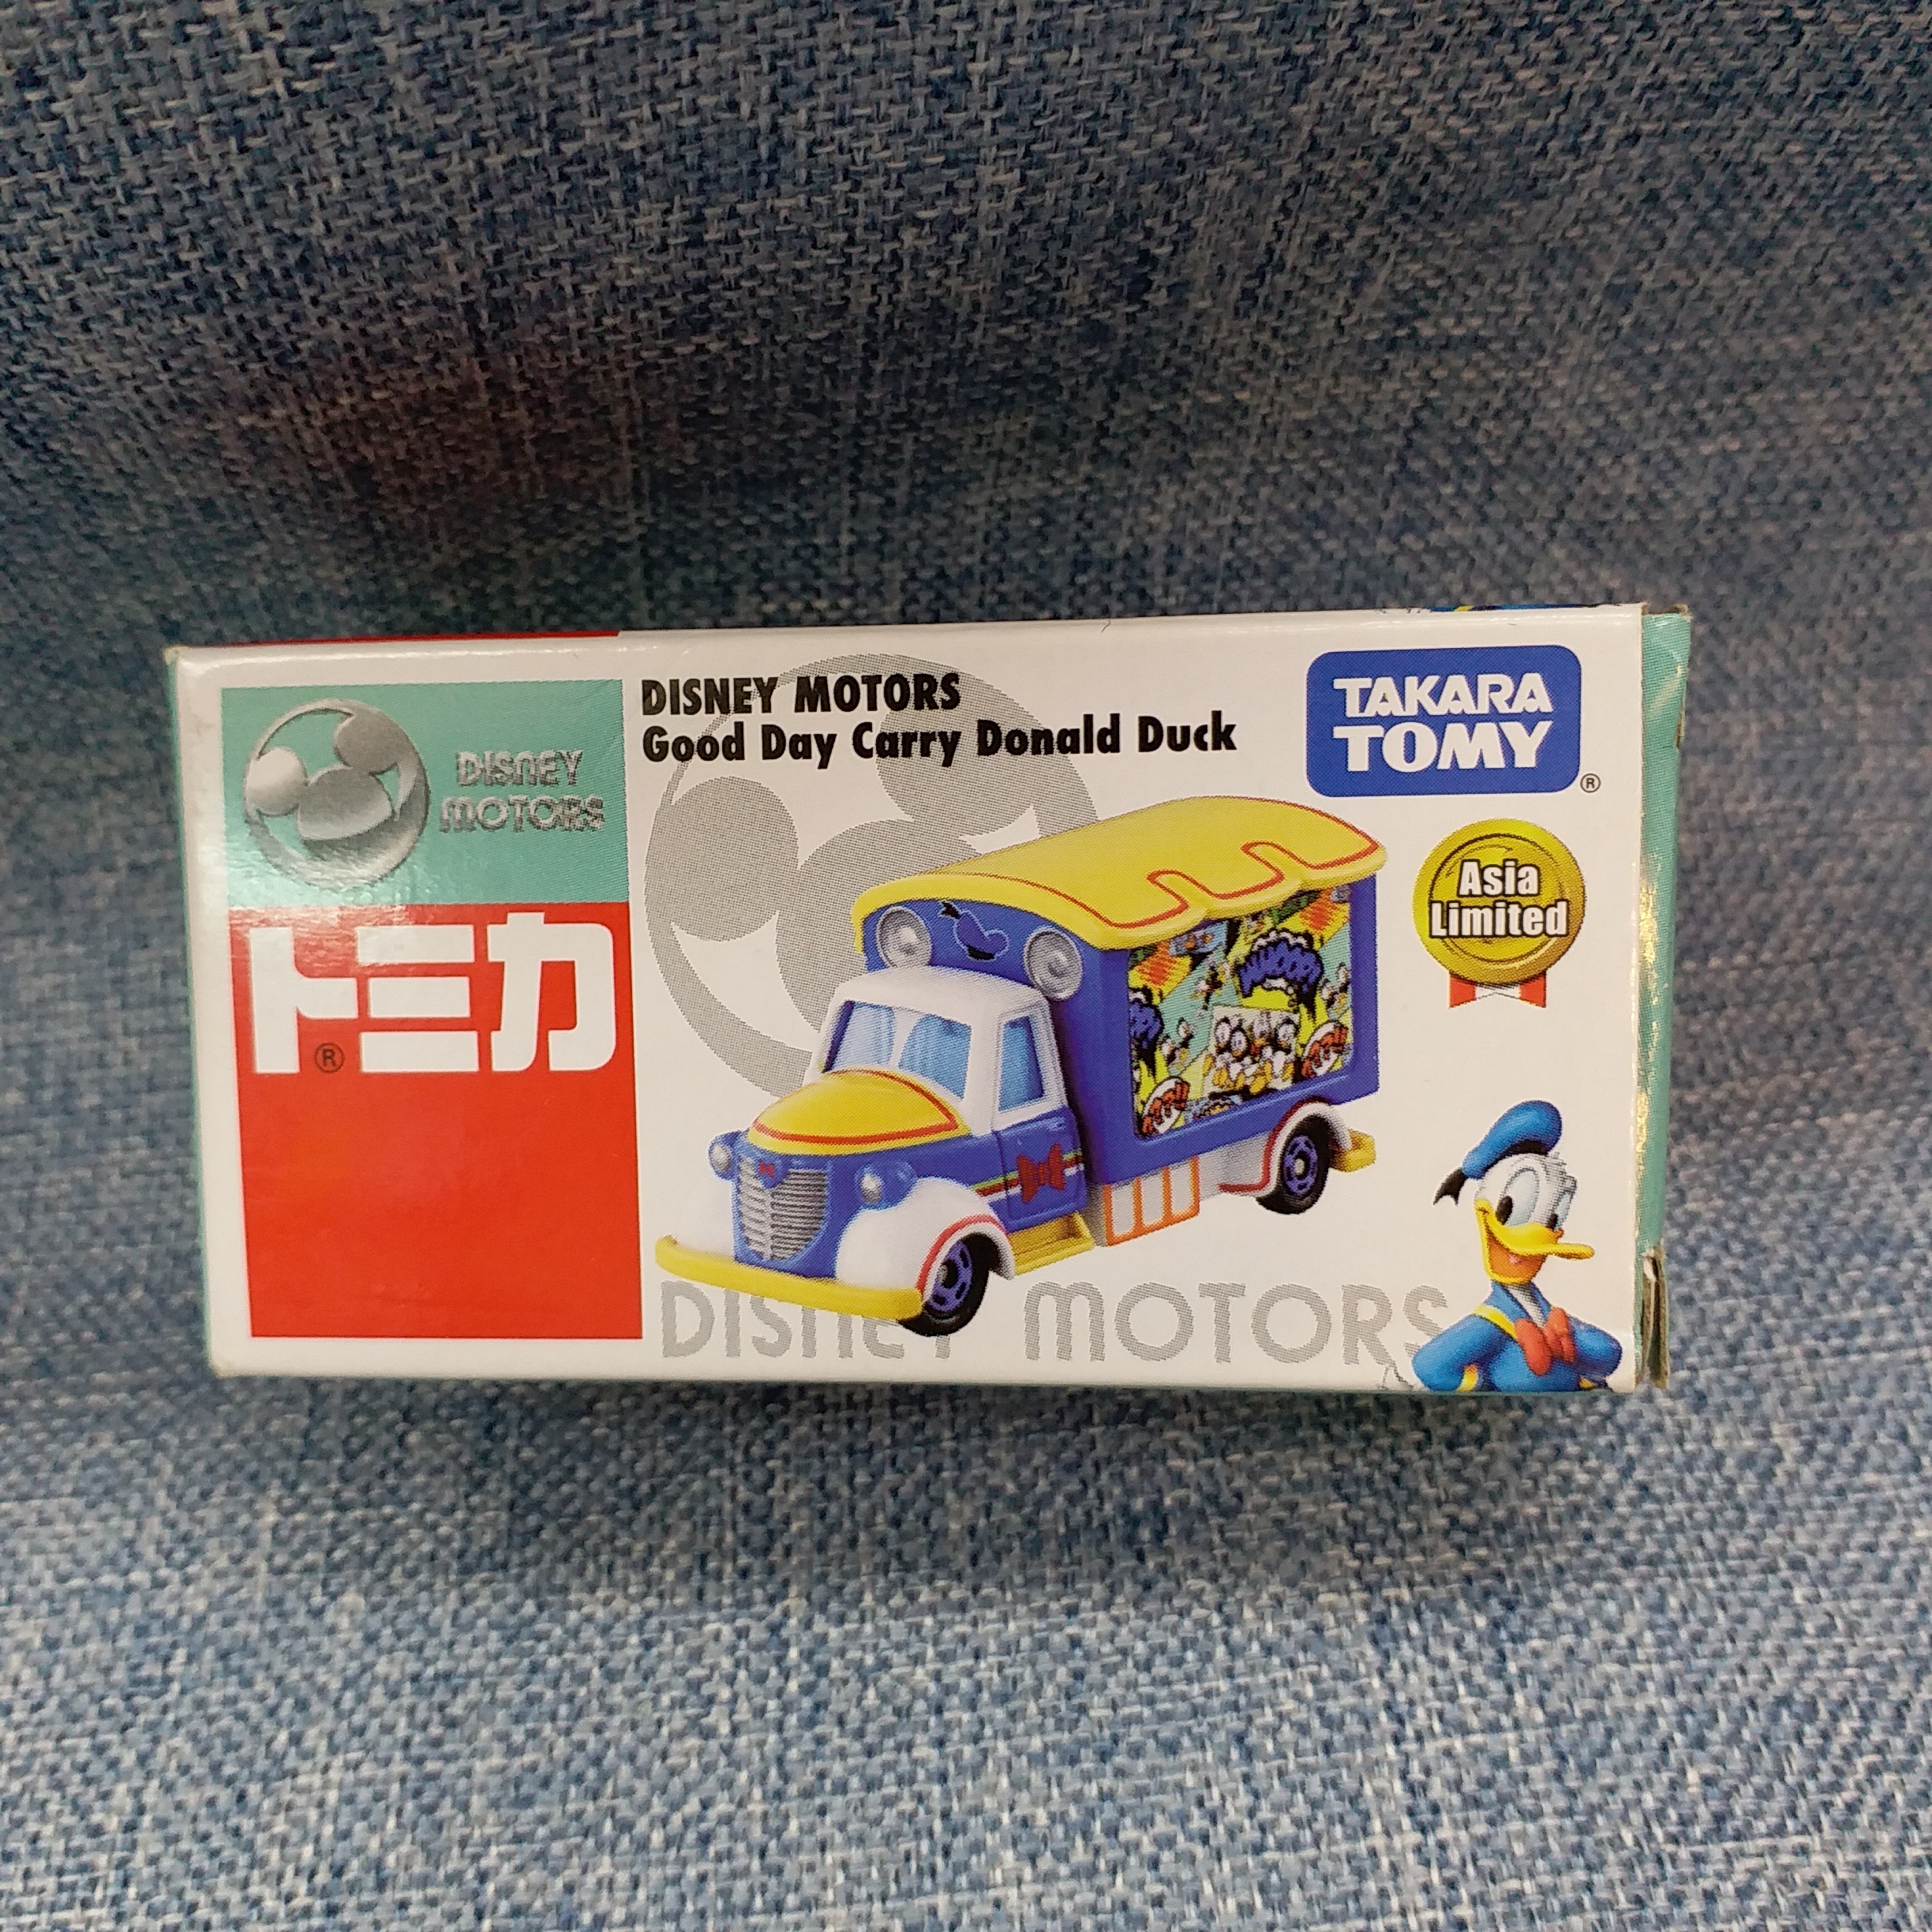 DISNEY MOTORS
Good Day Carry Donald Duck
TAKARA
TOMY
®
DISNEY
MOTORS
トミカ
®
Asia
Limited
DISNEY MOTORS